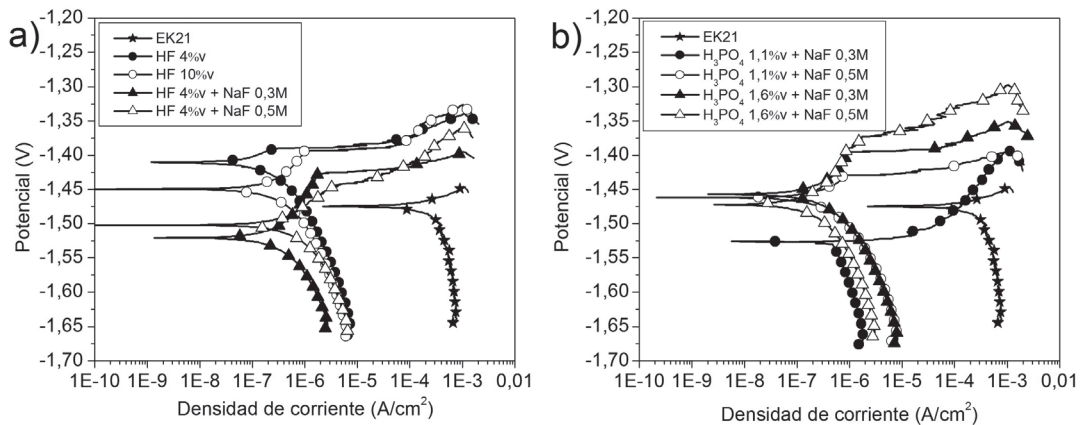 a)
-1,20
-1,25
-1,30
-1,35
-1,40
-1,45
-1,50
-1,55
-1,60
-1,65
-1,70
Potencial (V)
EK21
HF 4%v
HF 10%v
HF 4%v + NaF 0,3M
HF 4%v + NaF 0,5M
1E-10 1E-9 1E-8 1E-7 1E-6 1E-5 1E-4 1E-3 0,01
Densidad de corriente (A/cm²)
b)
-1,20
-1,25
-1,30
-1,35
-1,40
-1,45
-1,50
-1,55
-1,60
-1,65
-1,70
Potencial (V)
EK21
H₃PO₄ 1,1%v + NaF 0,3M
H₃PO₄ 1,1%v + NaF 0,5M
H₃PO₄ 1,6%v + NaF 0,3M
H₃PO₄ 1,6%v + NaF 0,5M
1E-10 1E-9 1E-8 1E-7 1E-6 1E-5 1E-4 1E-3 0,01
Densidad de corriente (A/cm²)